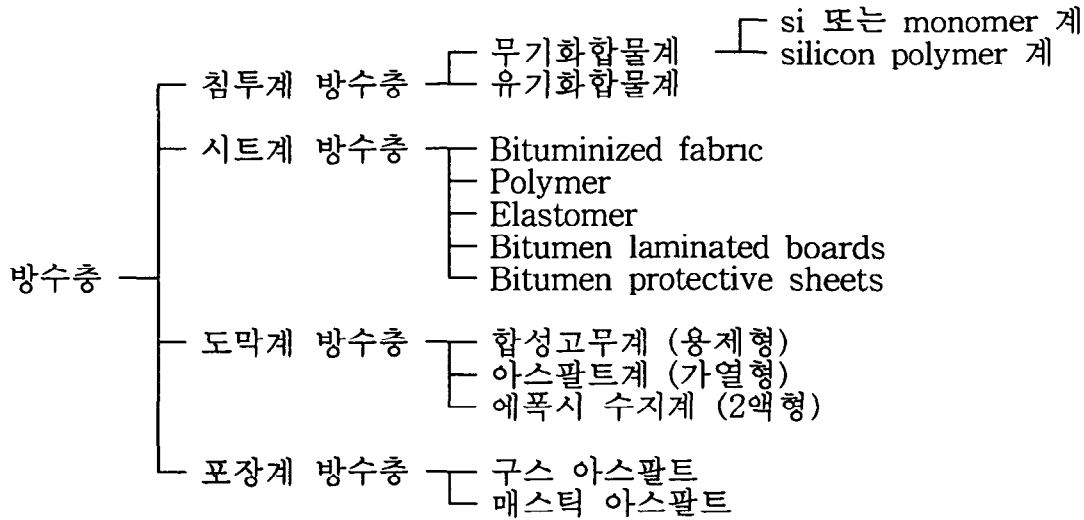 si 또는 monomer 계
무기화합물계
silicon polymer 계
침투계 방수층
유기화합물계
시트계 방수층
Bituminized fabric
Polymer
Elastomer
Bitumen laminated boards
방수층
Bitumen protective sheets
도막계 방수층
합성고무계 (용제형)
아스팔트계 (가열형)
에폭시 수지계 (2액형)
포장계 방수층
구스 아스팔트
매스틱 아스팔트